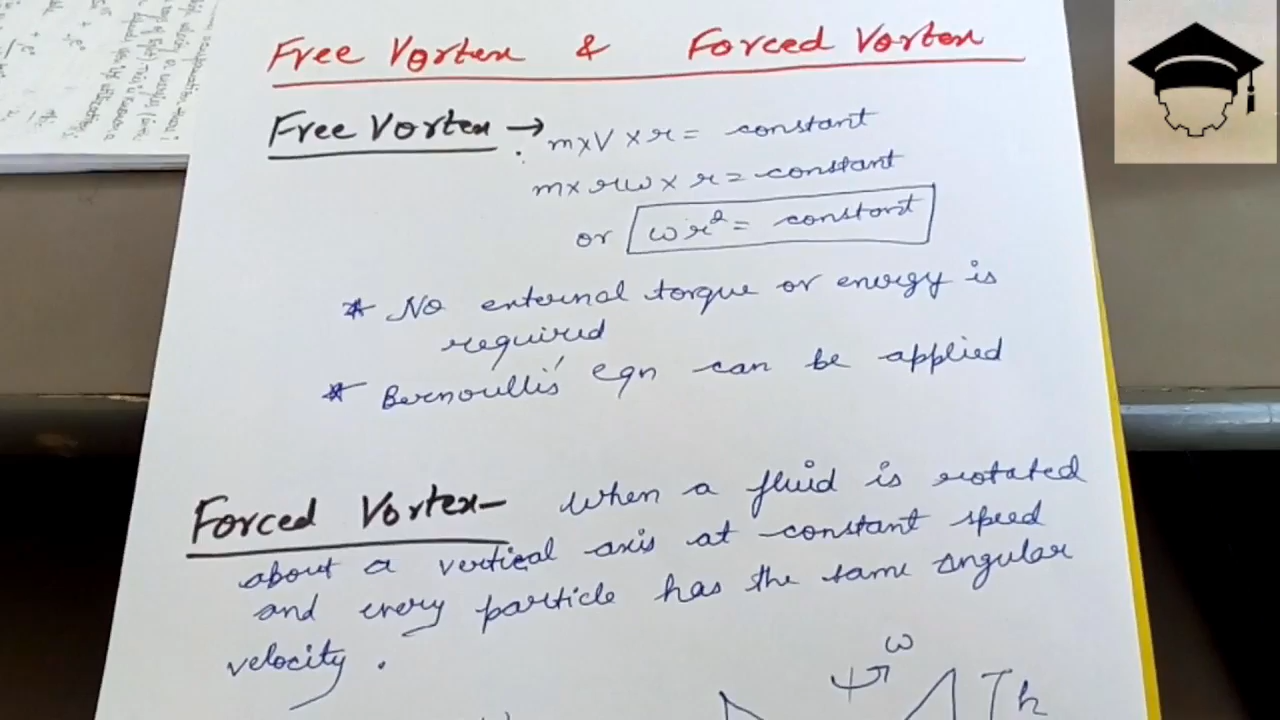 Free Vortex & Forced Vortex
Free Vortex → m×V×r = constant
m×rω×r = constant
or ωr² = constant
* No external torque or energy is
required
* Bernoullis' eqn can be applied
Forced Vortex- When a fluid is rotated
about a vertical axis at constant speed
and every particle has the same angular
velocity.
ω
h